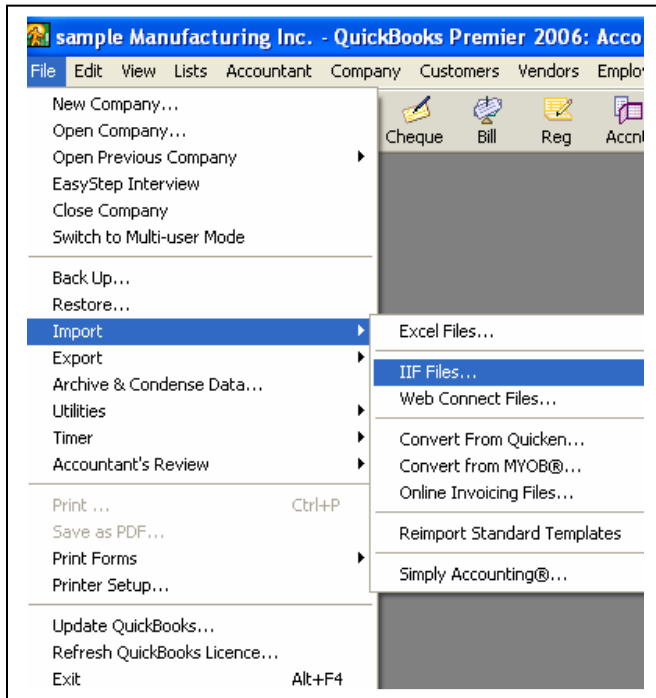 sample Manufacturing Inc. - QuickBooks Premier 2006: Acco
File Edit View Lists Accountant Company Customers Vendors Emplo
Cheque Bill Reg Accnt
New Company...
Open Company...
Open Previous Company
EasyStep Interview
Close Company
Switch to Multi-user Mode
Back Up...
Restore...
Import
Export
Archive & Condense Data...
Utilities
Timer
Accountant's Review
Print ... Ctrl+P
Save as PDF...
Print Forms
Printer Setup...
Update QuickBooks...
Refresh QuickBooks Licence...
Exit Alt+F4
Excel Files...
IIF Files...
Web Connect Files...
Convert From Quicken...
Convert from MYOB®...
Online Invoicing Files...
Reimport Standard Templates
Simply Accounting®...